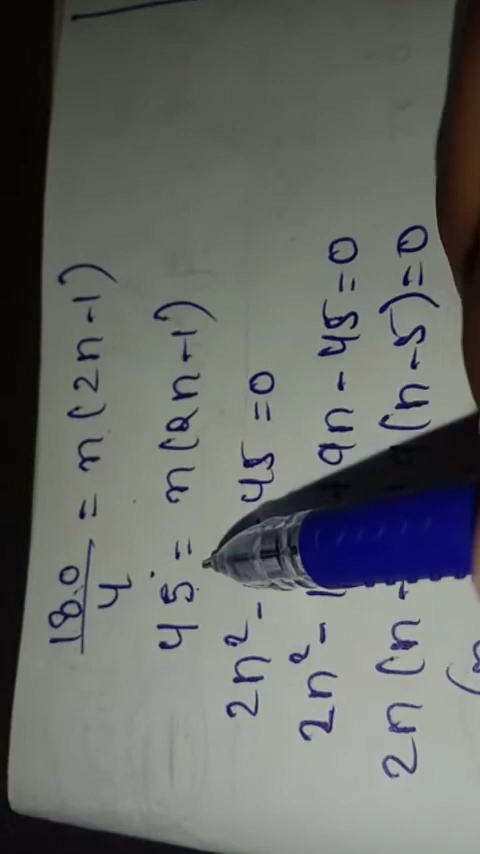 180/4 = n(2n-1)
45 = n(2n-1)
2n²- 45 =0
2n²- 9n-45=0
2n(n- (n-5)=0